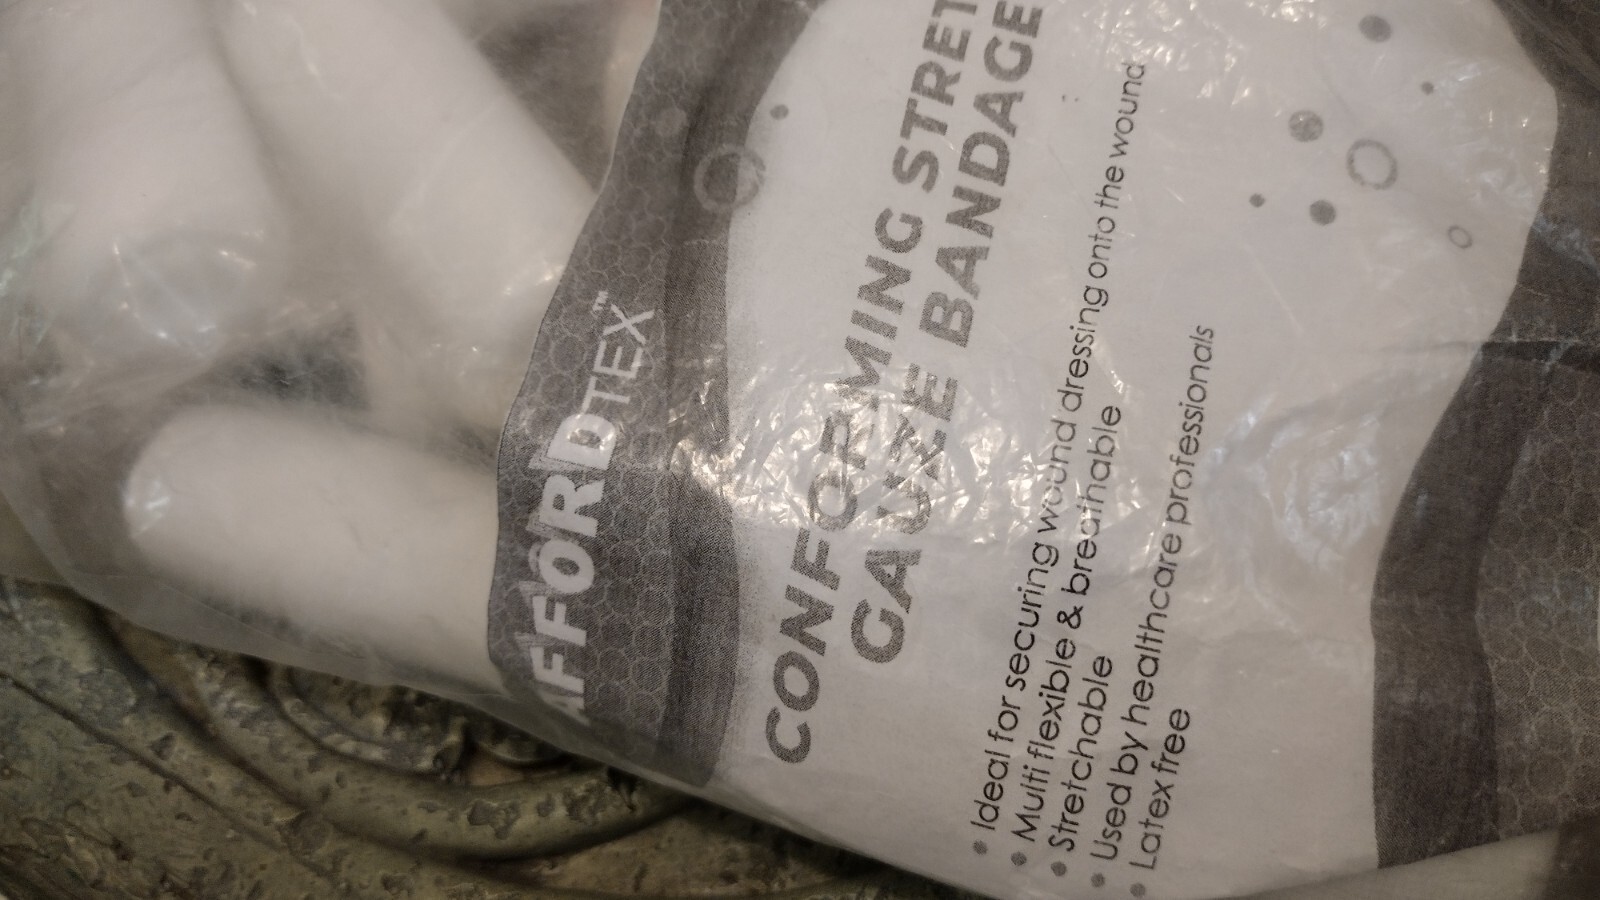 AFFORDTEX™
CONFORMING STRET
GAUZE BANDAGE
• Ideal for securing wound dressing onto the wound
• Multi flexible & breathable
• Stretchable
• Used by healthcare professionals
• Latex free